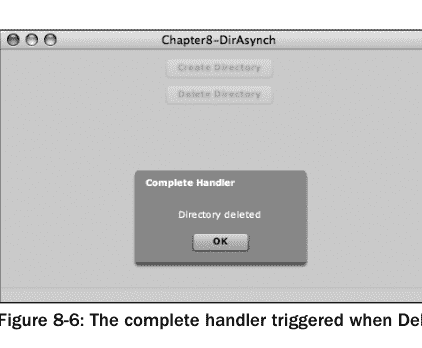 Chapter8-DirAsynch
Create Directory
Delete Directory
Complete Handler
Directory deleted
OK
Figure 8-6: The complete handler triggered when